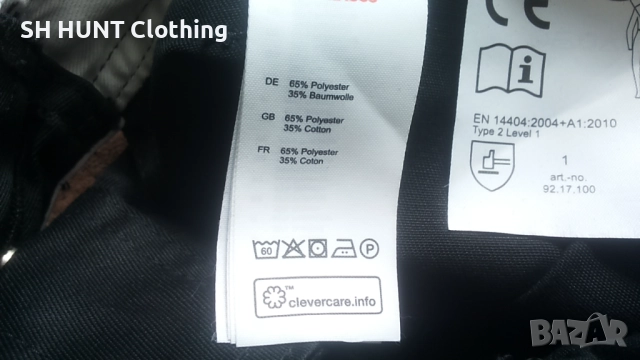 SH HUNT Clothing
DE 65% Polyester
35% Baumwolle
GB 65% Polyester
35% Cotton
FR 65% Polyester
35% Coton
60
P
clevercare.info
TM
CE
i
EN 14404:2004+A1:2010
Type 2 Level 1
1
art.-no.
92.17.100
BAZAR